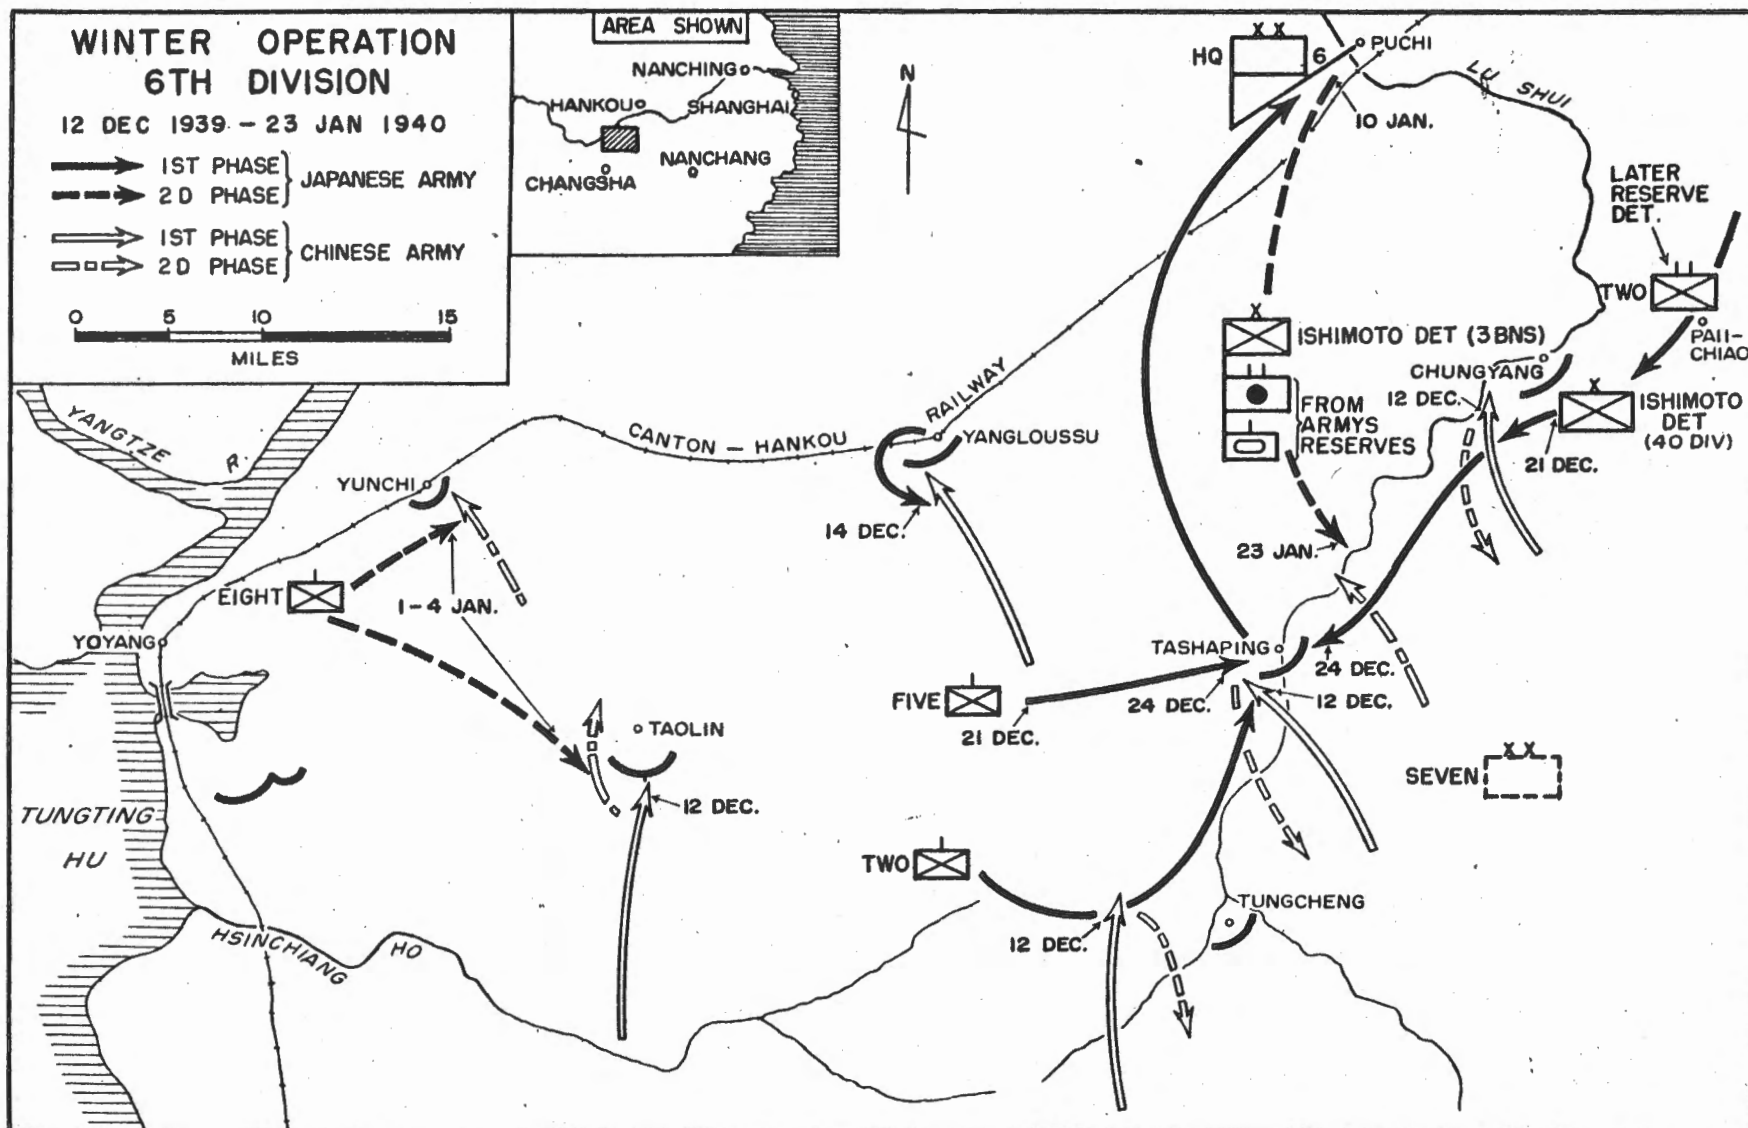 WINTER OPERATION
6TH DIVISION
12 DEC 1939 - 23 JAN 1940
1ST PHASE
2D PHASE
JAPANESE ARMY
1ST PHASE
2D PHASE
CHINESE ARMY
0 5 10 15
MILES
AREA SHOWN
NANCHING
HANKOU
SHANGHAI
NANCHANG
CHANGSHA
N
HQ
X X
6
PUCHI
LU SHUI
10 JAN.
LATER
RESERVE
DET.
TWO
PAII-
CHIAO
X
ISHIMOTO DET (3 BNS)
FROM
ARMYS
RESERVES
CHUNGYANG
12 DEC.
X
ISHIMOTO
DET
(40 DIV)
21 DEC.
YANGTZE R.
CANTON - HANKOU RAILWAY
YANGLOUSSU
14 DEC.
YUNCHI
EIGHT
1-4 JAN.
YOYANG
23 JAN.
TASHAPING
24 DEC.
24 DEC.
12 DEC.
FIVE
21 DEC.
TAOLIN
12 DEC.
X X
SEVEN
TUNGTING
HU
TWO
12 DEC.
TUNGCHENG
HSINCHIANG HO